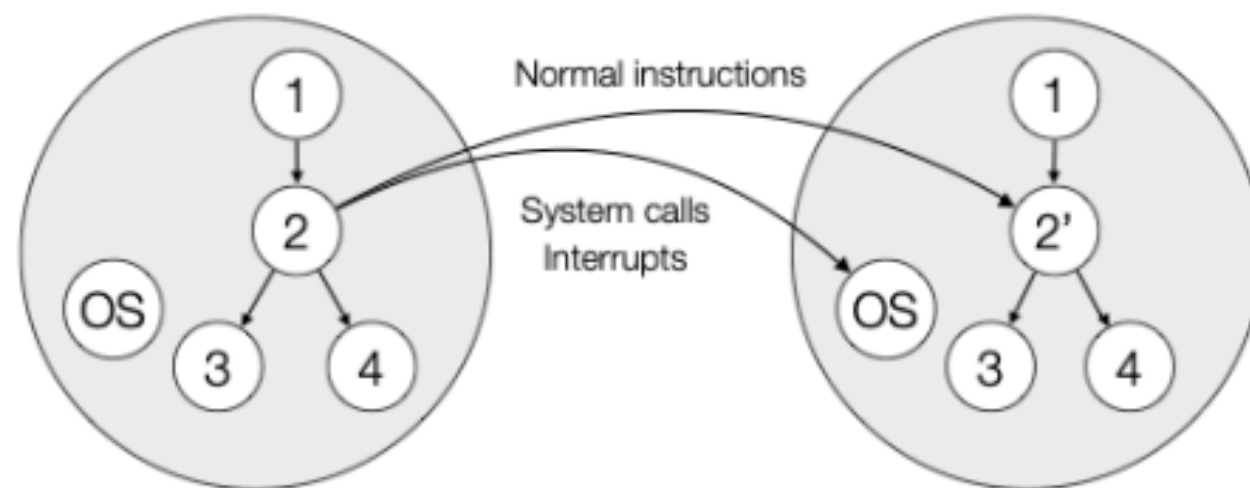 1
1
Normal instructions
2
System calls
2'
Interrupts
OS
OS
3
4
3
4